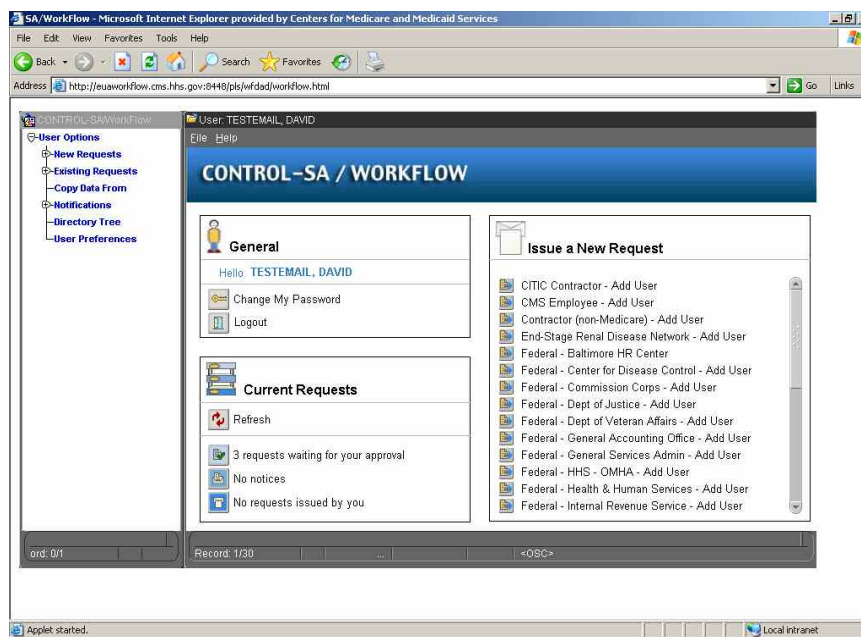 SA/WorkFlow - Microsoft Internet Explorer provided by Centers for Medicare and Medicaid Services
File Edit View Favorites Tools Help
Back Search Favorites
Address http://euaworkflow.cms.hhs.gov:8448/pls/wfdad/workflow.html Go Links
CONTROL-SA/WorkFlow
User Options
New Requests
Existing Requests
Copy Data From
Notifications
Directory Tree
User Preferences
ord: 0/1
User: TESTEMAIL, DAVID
File Help
CONTROL-SA / WORKFLOW
General
Hello TESTEMAIL, DAVID
Change My Password
Logout
Current Requests
Refresh
3 requests waiting for your approval
No notices
No requests issued by you
Issue a New Request
CITIC Contractor - Add User
CMS Employee - Add User
Contractor (non-Medicare) - Add User
End-Stage Renal Disease Network - Add User
Federal - Baltimore HR Center
Federal - Center for Disease Control - Add User
Federal - Commission Corps - Add User
Federal - Dept of Justice - Add User
Federal - Dept of Veteran Affairs - Add User
Federal - General Accounting Office - Add User
Federal - General Services Admin - Add User
Federal - HHS - OMHA - Add User
Federal - Health & Human Services - Add User
Federal - Internal Revenue Service - Add User
Record: 1/30 ... <OSC>
Applet started. Local intranet